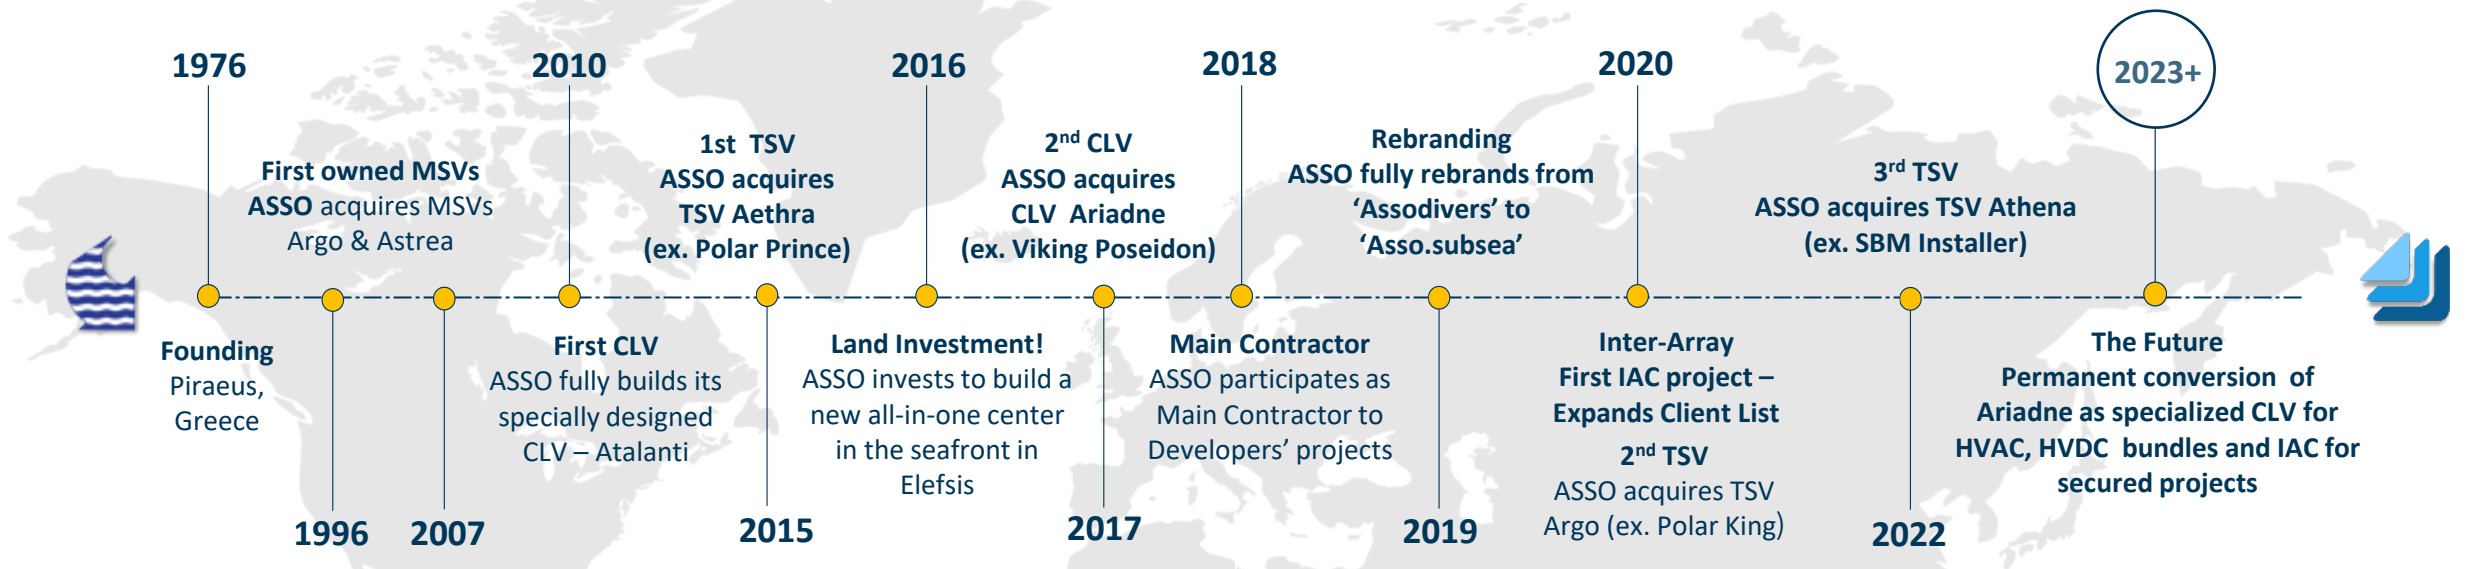 1976
Founding
Piraeus,
Greece
First owned MSVs
ASSO acquires MSVs
Argo & Astrea
1996
2007
2010
First CLV
ASSO fully builds its
specially designed
CLV – Atalanti
1st TSV
ASSO acquires
TSV Aethra
(ex. Polar Prince)
2015
2016
Land Investment!
ASSO invests to build a
new all-in-one center
in the seafront in
Elefsis
2nd CLV
ASSO acquires
CLV Ariadne
(ex. Viking Poseidon)
2017
2018
Main Contractor
ASSO participates as
Main Contractor to
Developers’ projects
Rebranding
ASSO fully rebrands from
‘Assodivers’ to
‘Asso.subsea’
2019
2020
Inter-Array
First IAC project –
Expands Client List
2nd TSV
ASSO acquires TSV
Argo (ex. Polar King)
3rd TSV
ASSO acquires TSV Athena
(ex. SBM Installer)
2022
2023+
The Future
Permanent conversion of
Ariadne as specialized CLV for
HVAC, HVDC bundles and IAC for
secured projects